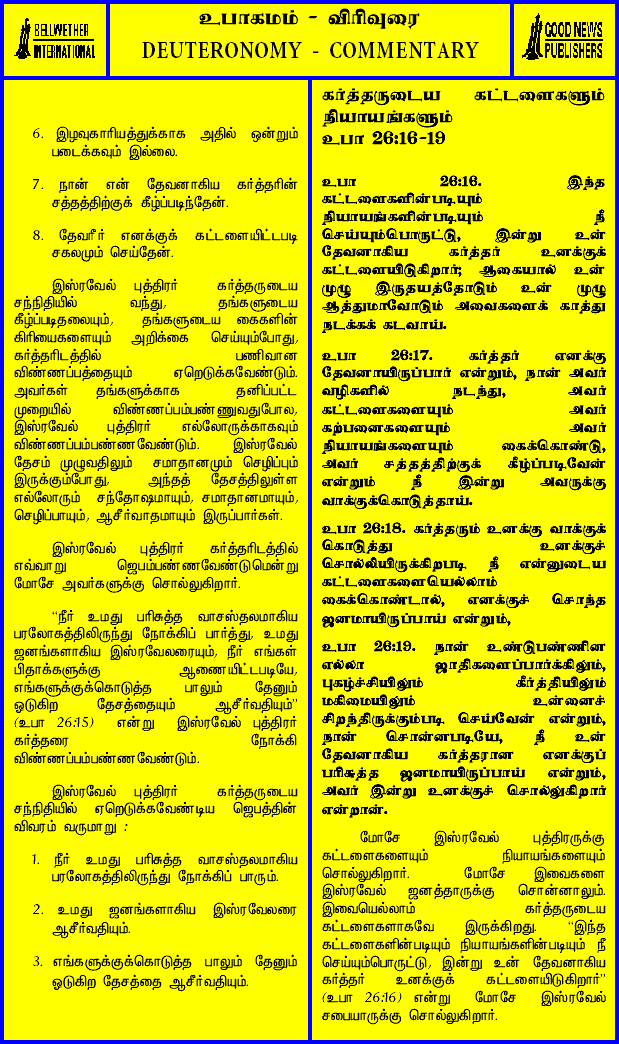 BELLWETHER
INTERNATIONAL
உபாகமம் - விரிவுரை
DEUTERONOMY - COMMENTARY
GOOD NEWS
PUBLISHERS
6. இழவுகாரியத்துக்காக அதில் ஒன்றும்
படைக்கவும் இல்லை.
7. நான் என் தேவனாகிய கர்த்தரின்
சத்தத்திற்குக் கீழ்ப்படிந்தேன்.
8. தேவரீர் எனக்குக் கட்டளையிட்டபடி
சகலமும் செய்தேன்.
இஸ்ரவேல் புத்திரர் கர்த்தருடைய
சந்நிதியில் வந்து, தங்களுடைய
கீழ்ப்படிதலையும், தங்களுடைய கைகளின்
கிரியைகளையும் அறிக்கை செய்யும்போது,
கர்த்தரிடத்தில் பணிவான
விண்ணப்பத்தையும் ஏறெடுக்கவேண்டும்.
அவர்கள் தங்களுக்காக தனிப்பட்ட
முறையில் விண்ணப்பம்பண்ணுவதுபோல,
இஸ்ரவேல் புத்திரர் எல்லோருக்காகவும்
விண்ணப்பம்பண்ணவேண்டும். இஸ்ரவேல்
தேசம் முழுவதிலும் சமாதானமும் செழிப்பும்
இருக்கும்போது, அந்தத் தேசத்திலுள்ள
எல்லோரும் சந்தோஷமாயும், சமாதானமாயும்,
செழிப்பாயும், ஆசீர்வாதமாயும் இருப்பார்கள்.
இஸ்ரவேல் புத்திரர் கர்த்தரிடத்தில்
எவ்வாறு ஜெபம்பண்ணவேண்டுமென்று
மோசே அவர்களுக்கு சொல்லுகிறார்.
"நீர் உமது பரிசுத்த வாசஸ்தலமாகிய
பரலோகத்திலிருந்து நோக்கிப் பார்த்து, உமது
ஜனங்களாகிய இஸ்ரவேலரையும், நீர் எங்கள்
பிதாக்களுக்கு ஆணையிட்டபடியே,
எங்களுக்குக்கொடுத்த பாலும் தேனும்
ஓடுகிற தேசத்தையும் ஆசீர்வதியும்"
(உபா 26:15) என்று இஸ்ரவேல் புத்திரர்
கர்த்தரை நோக்கி
விண்ணப்பம்பண்ணவேண்டும்.
இஸ்ரவேல் புத்திரர் கர்த்தருடைய
சந்நிதியில் ஏறெடுக்கவேண்டிய ஜெபத்தின்
விவரம் வருமாறு :
1. நீர் உமது பரிசுத்த வாசஸ்தலமாகிய
பரலோகத்திலிருந்து நோக்கிப் பாரும்.
2. உமது ஜனங்களாகிய இஸ்ரவேலரை
ஆசீர்வதியும்.
3. எங்களுக்குக்கொடுத்த பாலும் தேனும்
ஓடுகிற தேசத்தை ஆசீர்வதியும்.
கர்த்தருடைய கட்டளைகளும்
நியாயங்களும்
உபா 26:16-19
உபா 26:16. இந்த
கட்டளைகளின்படியும்
நியாயங்களின்படியும் நீ
செய்யும்பொருட்டு, இன்று உன்
தேவனாகிய கர்த்தர் உனக்குக்
கட்டளையிடுகிறார்; ஆகையால் உன்
முழு இருதயத்தோடும் உன் முழு
ஆத்துமாவோடும் அவைகளைக் காத்து
நடக்கக் கடவாய்.
உபா 26:17. கர்த்தர் எனக்கு
தேவனாயிருப்பார் என்றும், நான் அவர்
வழிகளில் நடந்து, அவர்
கட்டளைகளையும் அவர்
கற்பனைகளையும் அவர்
நியாயங்களையும் கைக்கொண்டு,
அவர் சத்தத்திற்குக் கீழ்ப்படிவேன்
என்றும் நீ இன்று அவருக்கு
வாக்குக்கொடுத்தாய்.
உபா 26:18. கர்த்தரும் உனக்கு வாக்குக்
கொடுத்து உனக்குச்
சொல்லியிருக்கிறபடி நீ என்னுடைய
கட்டளைகளையெல்லாம்
கைக்கொண்டால், எனக்குச் சொந்த
ஜனமாயிருப்பாய் என்றும்,
உபா 26:19. நான் உண்டுபண்ணின
எல்லா ஜாதிகளைப்பார்க்கிலும்,
புகழ்ச்சியிலும் கீர்த்தியிலும்
மகிமையிலும் உன்னைச்
சிறந்திருக்கும்படி செய்வேன் என்றும்,
நான் சொன்னபடியே, நீ உன்
தேவனாகிய கர்த்தரான எனக்குப்
பரிசுத்த ஜனமாயிருப்பாய் என்றும்,
அவர் இன்று உனக்குச் சொல்லுகிறார்
என்றான்.
மோசே இஸ்ரவேல் புத்திரருக்கு
கட்டளைகளையும் நியாயங்களையும்
சொல்லுகிறார். மோசே இவைகளை
இஸ்ரவேல் ஜனத்தாருக்கு சொன்னாலும்.
இவையெல்லாம் கர்த்தருடைய
கட்டளைகளாகவே இருக்கிறது. "இந்த
கட்டளைகளின்படியும் நியாயங்களின்படியும் நீ
செய்யும்பொருட்டு, இன்று உன் தேவனாகிய
கர்த்தர் உனக்குக் கட்டளையிடுகிறார்"
(உபா 26:16) என்று மோசே இஸ்ரவேல்
சபையாருக்கு சொல்லுகிறார்.